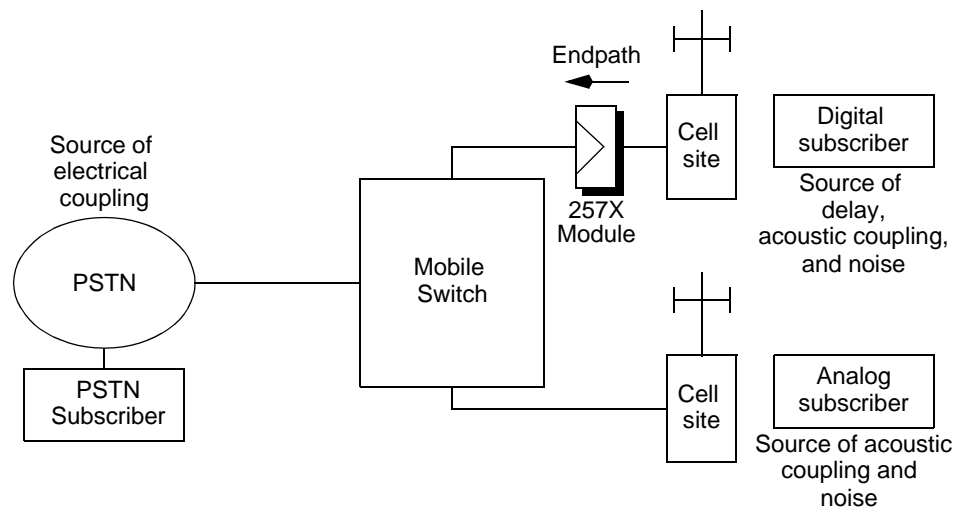 Endpath
Source of
electrical
coupling
PSTN
PSTN
Subscriber
Mobile
Switch
257X
Module
Cell
site
Digital
subscriber
Source of
delay,
acoustic coupling,
and noise
Cell
site
Analog
subscriber
Source of acoustic
coupling and
noise